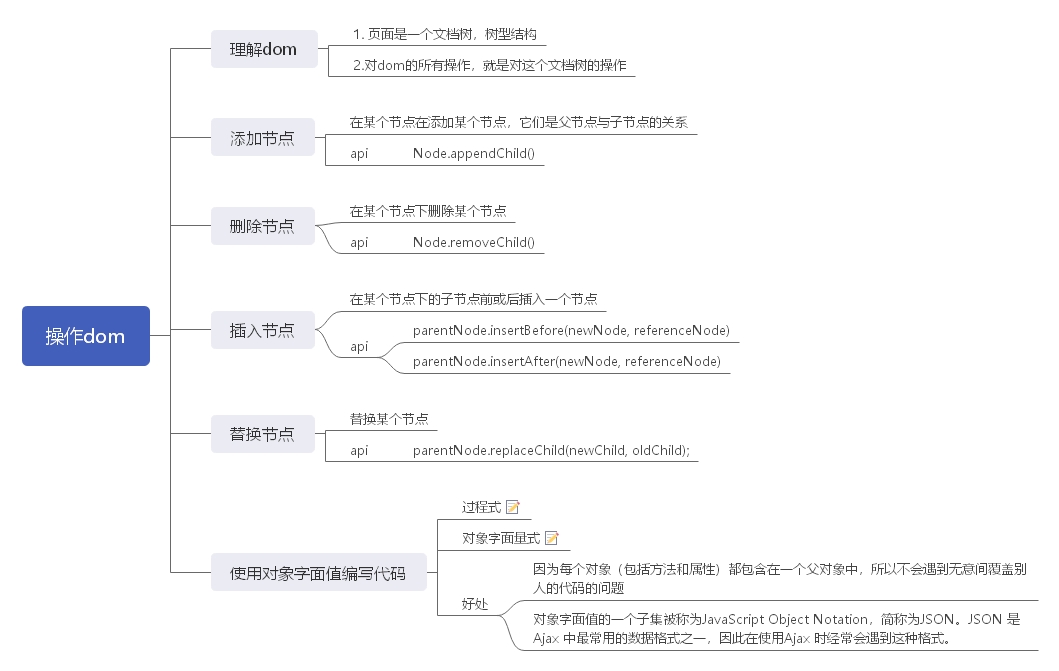 操作dom
理解dom
1. 页面是一个文档树，树型结构
2.对dom的所有操作，就是对这个文档树的操作
添加节点
在某个节点在添加某个节点，它们是父节点与子节点的关系
api
Node.appendChild()
删除节点
在某个节点下删除某个节点
api
Node.removeChild()
插入节点
在某个节点下的子节点前或后插入一个节点
api
parentNode.insertBefore(newNode, referenceNode)
parentNode.insertAfter(newNode, referenceNode)
替换节点
替换某个节点
api
parentNode.replaceChild(newChild, oldChild);
使用对象字面值编写代码
过程式
对象字面量式
好处
因为每个对象（包括方法和属性）都包含在一个父对象中，所以不会遇到无意间覆盖别
人的代码的问题
对象字面值的一个子集被称为JavaScript Object Notation，简称为JSON。JSON 是
Ajax 中最常用的数据格式之一，因此在使用Ajax 时经常会遇到这种格式。